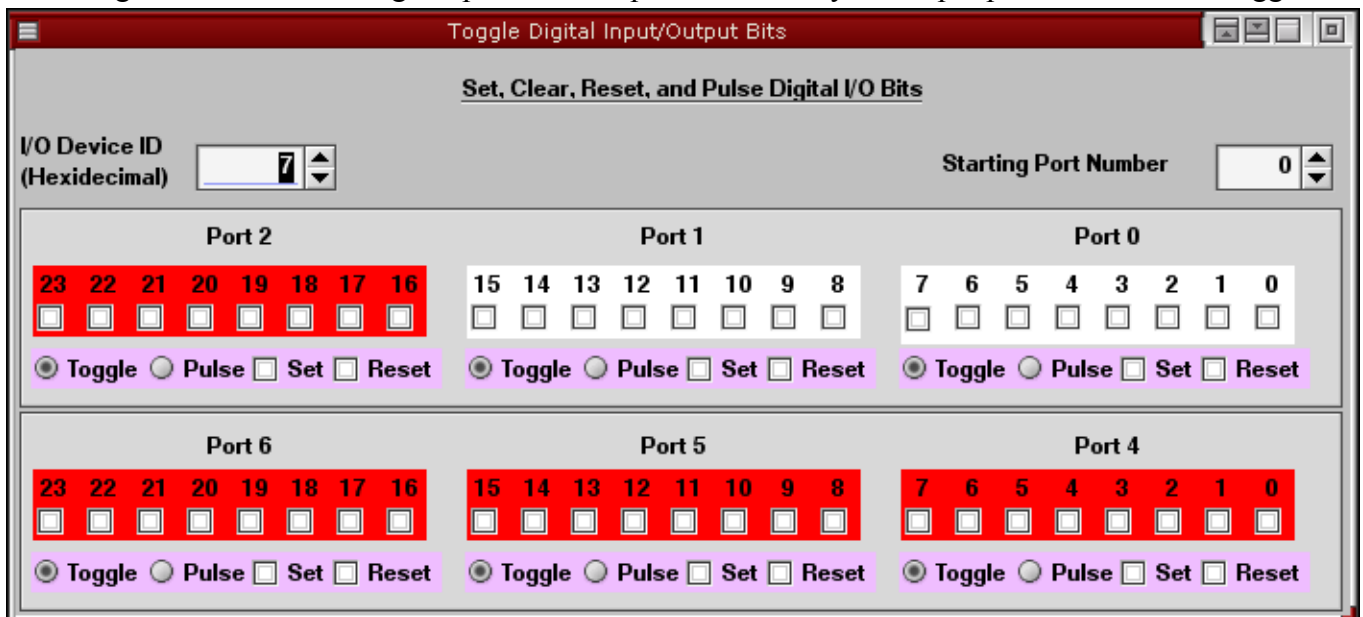 Toggle Digital Input/Output Bits
Set, Clear, Reset, and Pulse Digital I/O Bits
I/O Device ID
(Hexidecimal)
7
Starting Port Number
0
Port 2 Port 1 Port 0
23 22 21 20 19 18 17 16 15 14 13 12 11 10 9 8 7 6 5 4 3 2 1 0
Toggle Pulse Set Reset Toggle Pulse Set Reset Toggle Pulse Set Reset
Port 6 Port 5 Port 4
23 22 21 20 19 18 17 16 15 14 13 12 11 10 9 8 7 6 5 4 3 2 1 0
Toggle Pulse Set Reset Toggle Pulse Set Reset Toggle Pulse Set Reset